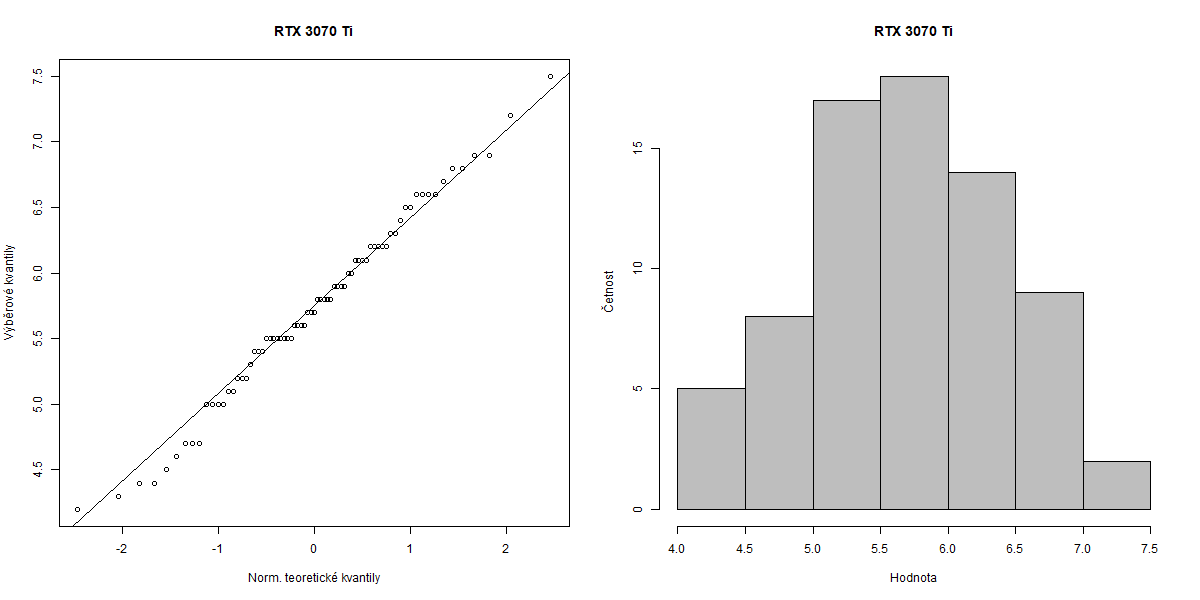 RTX 3070 Ti
Výběrové kvantily
7.5
7.0
6.5
6.0
5.5
5.0
4.5
-2 -1 0 1 2
Norm. teoretické kvantily
RTX 3070 Ti
Četnost
15
10
5
0
4.0 4.5 5.0 5.5 6.0 6.5 7.0 7.5
Hodnota